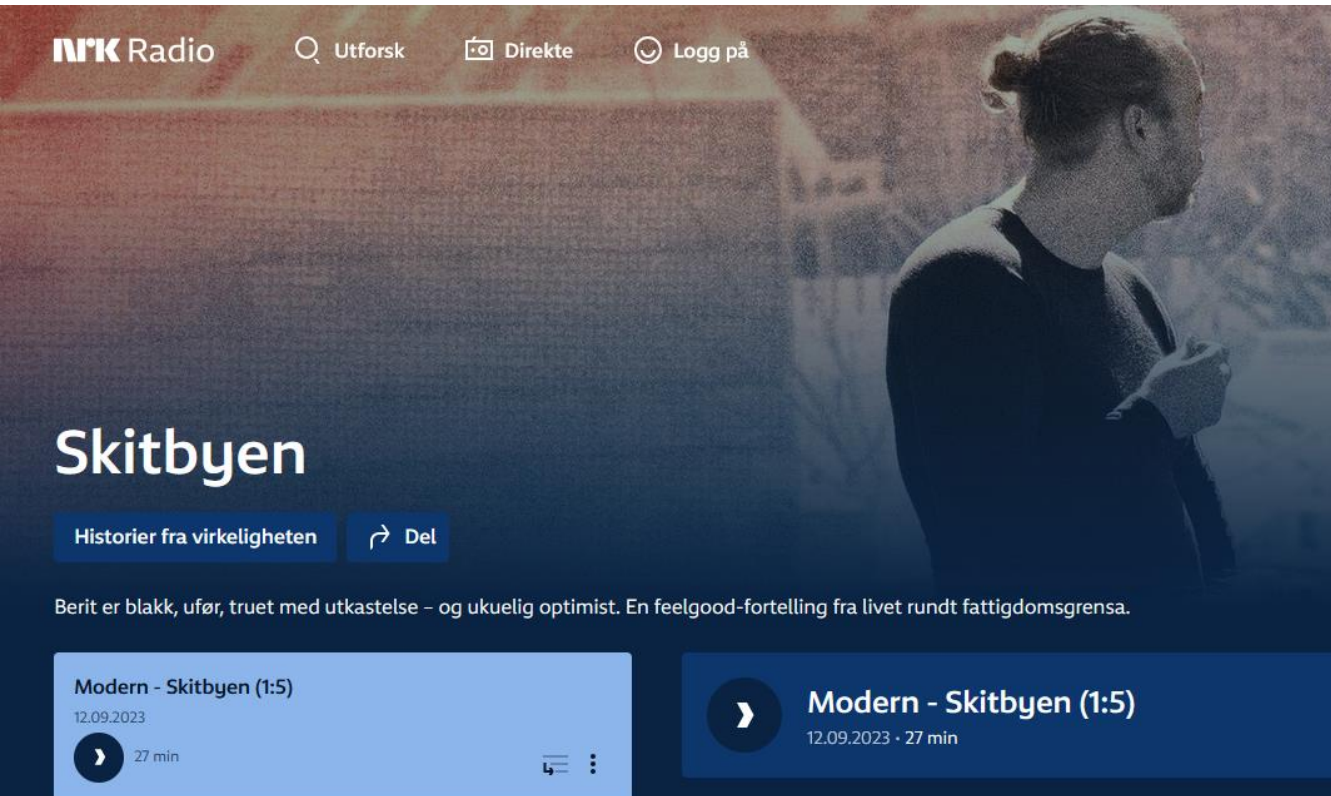 NRK Radio Utforsk Direkte Logg på
Skitbyen
Historier fra virkeligheten Del
Berit er blakk, ufør, truet med utkastelse – og ukuelig optimist. En feelgood-fortelling fra livet rundt fattigdomsgrensa.
Modern - Skitbyen (1:5)
12.09.2023
27 min
Modern - Skitbyen (1:5)
12.09.2023 • 27 min